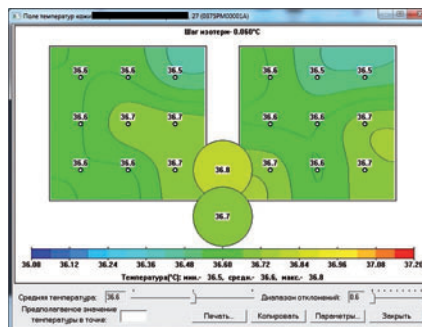 Поле температур кожи 27 (0375PM00001A)
Шаг изотерм- 0.060°C
36.6 36.6 36.5 36.6 36.5 36.5
36.6 36.7 36.7 36.6 36.6 36.7
36.6 36.6 36.7 36.7 36.6 36.7
36.8
36.7
36.00 36.12 36.24 36.36 36.48 36.60 36.72 36.84 36.96 37.08 37.20
Температура(°C): мин.- 36.5, средн.- 36.6, макс.- 36.8
Средняя температура: 36.6 Диапазон отклонений: 0.6
Предполагаемое значение
температуры в точке:
Печать... Копировать Параметры... Закрыть